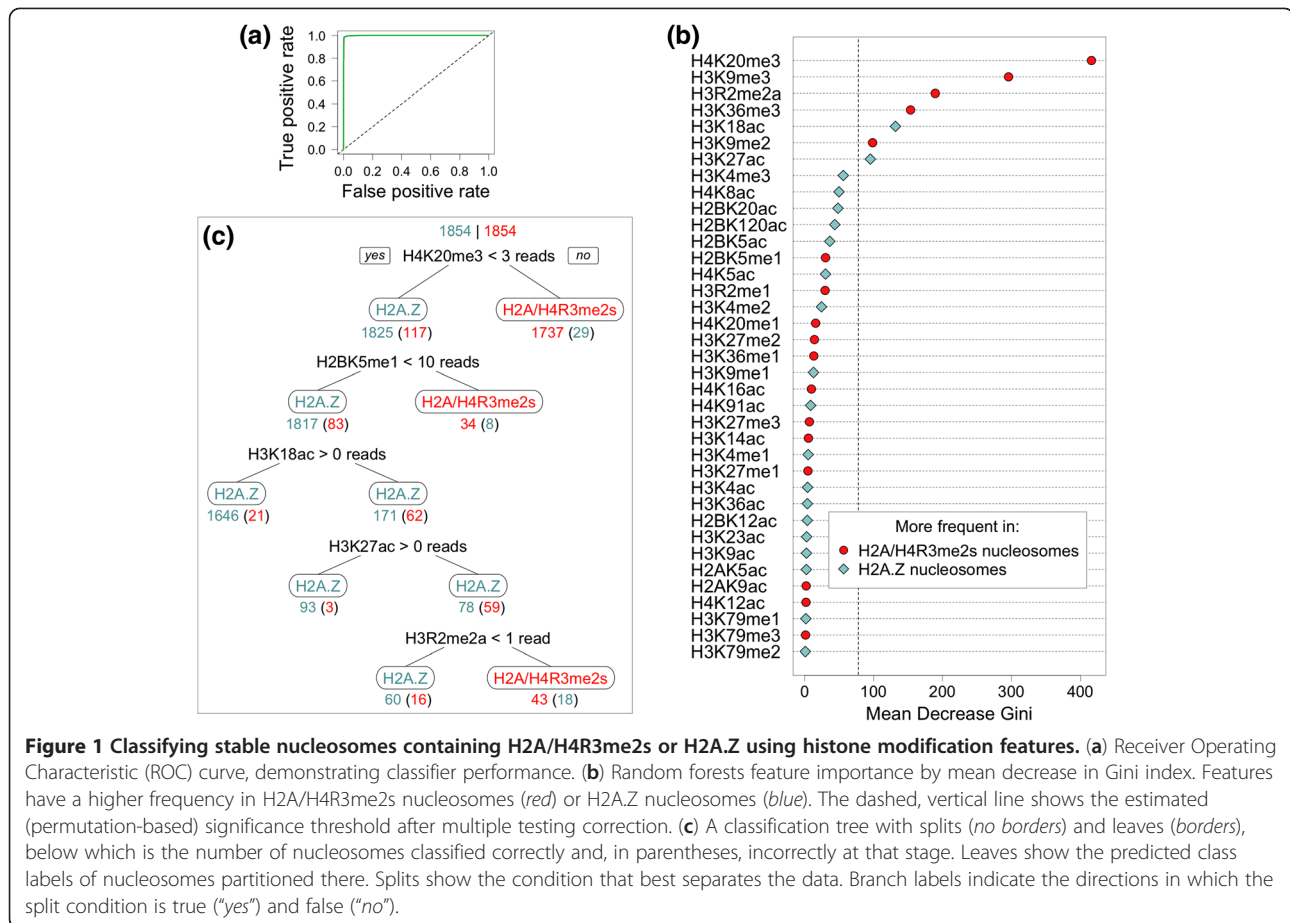 (a)
True positive rate
1.0
0.8
0.6
0.4
0.2
0.0
0.0 0.2 0.4 0.6 0.8 1.0
False positive rate
(b)
H4K20me3
H3K9me3
H3R2me2a
H3K36me3
H3K18ac
H3K9me2
H3K27ac
H3K4me3
H4K8ac
H2BK20ac
H2BK120ac
H2BK5ac
H2BK5me1
H4K5ac
H3R2me1
H3K4me2
H4K20me1
H3K27me2
H3K36me1
H3K9me1
H4K16ac
H4K91ac
H3K27me3
H3K14ac
H3K4me1
H3K27me1
H3K4ac
H3K36ac
H2BK12ac
H3K23ac
H3K9ac
H2AK5ac
H2AK9ac
H4K12ac
H3K79me1
H3K79me3
H3K79me2
More frequent in:
H2A/H4R3me2s nucleosomes
H2A.Z nucleosomes
0 100 200 300 400
Mean Decrease Gini
(c)
1854 | 1854
yes H4K20me3 < 3 reads no
H2A.Z H2A/H4R3me2s
1825 (117) 1737 (29)
H2BK5me1 < 10 reads
H2A.Z H2A/H4R3me2s
1817 (83) 34 (8)
H3K18ac > 0 reads
H2A.Z H2A.Z
1646 (21) 171 (62)
H3K27ac > 0 reads
H2A.Z H2A.Z
93 (3) 78 (59)
H3R2me2a < 1 read
H2A.Z H2A/H4R3me2s
60 (16) 43 (18)
Figure 1 Classifying stable nucleosomes containing H2A/H4R3me2s or H2A.Z using histone modification features. (a) Receiver Operating
Characteristic (ROC) curve, demonstrating classifier performance. (b) Random forests feature importance by mean decrease in Gini index. Features
have a higher frequency in H2A/H4R3me2s nucleosomes (red) or H2A.Z nucleosomes (blue). The dashed, vertical line shows the estimated
(permutation-based) significance threshold after multiple testing correction. (c) A classification tree with splits (no borders) and leaves (borders),
below which is the number of nucleosomes classified correctly and, in parentheses, incorrectly at that stage. Leaves show the predicted class
labels of nucleosomes partitioned there. Splits show the condition that best separates the data. Branch labels indicate the directions in which the
split condition is true (“yes”) and false (“no”).